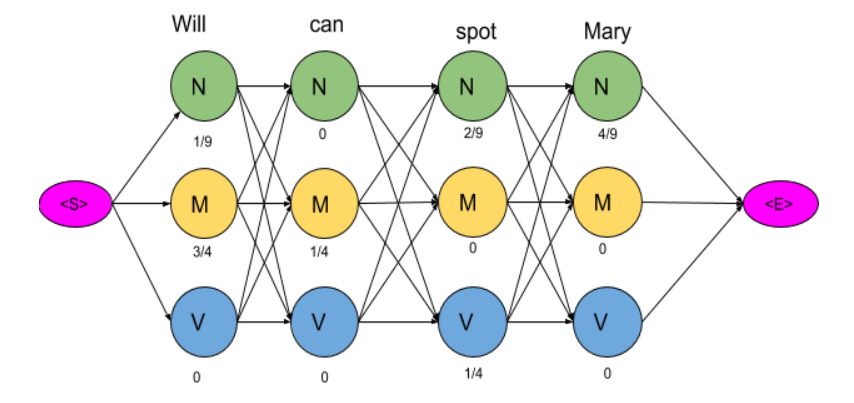 Will can spot Mary
N N N N
1/9 0 2/9 4/9
<S> M M M M <E>
3/4 1/4 0 0
V V V V
0 0 1/4 0